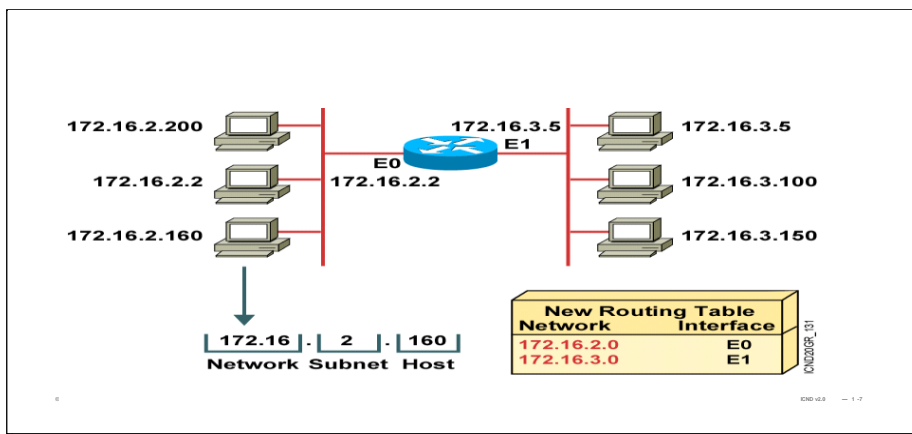 172.16.2.200
172.16.3.5
172.16.3.5
E1
E0
172.16.2.2
172.16.2.2
172.16.3.100
172.16.2.160
172.16.3.150
172.16 . 2 . 160
Network Subnet Host
New Routing Table
Network Interface
172.16.2.0 E0
172.16.3.0 E1
ICND20GR_131
©
ICND v2.0 — 1 -7